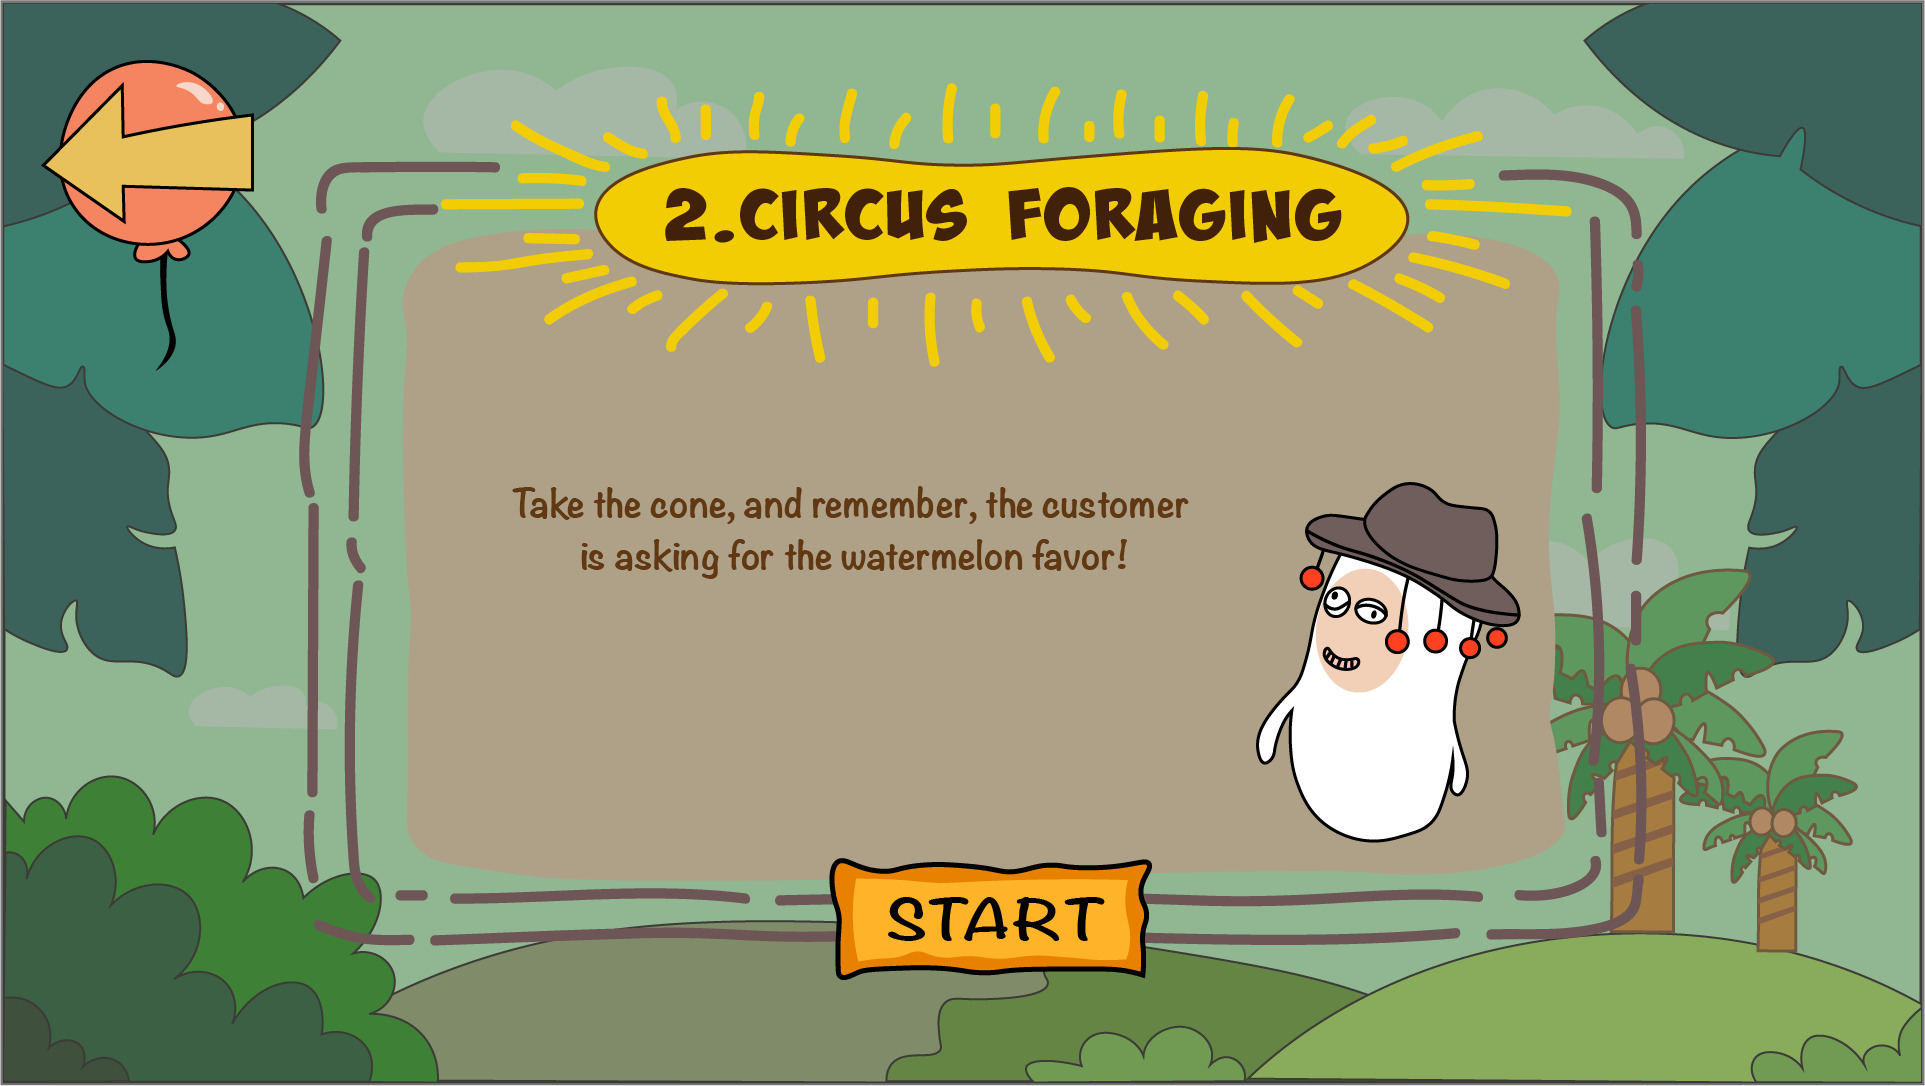 2.CIRCUS FORAGING
Take the cone, and remember, the customer
is asking for the watermelon favor!
START